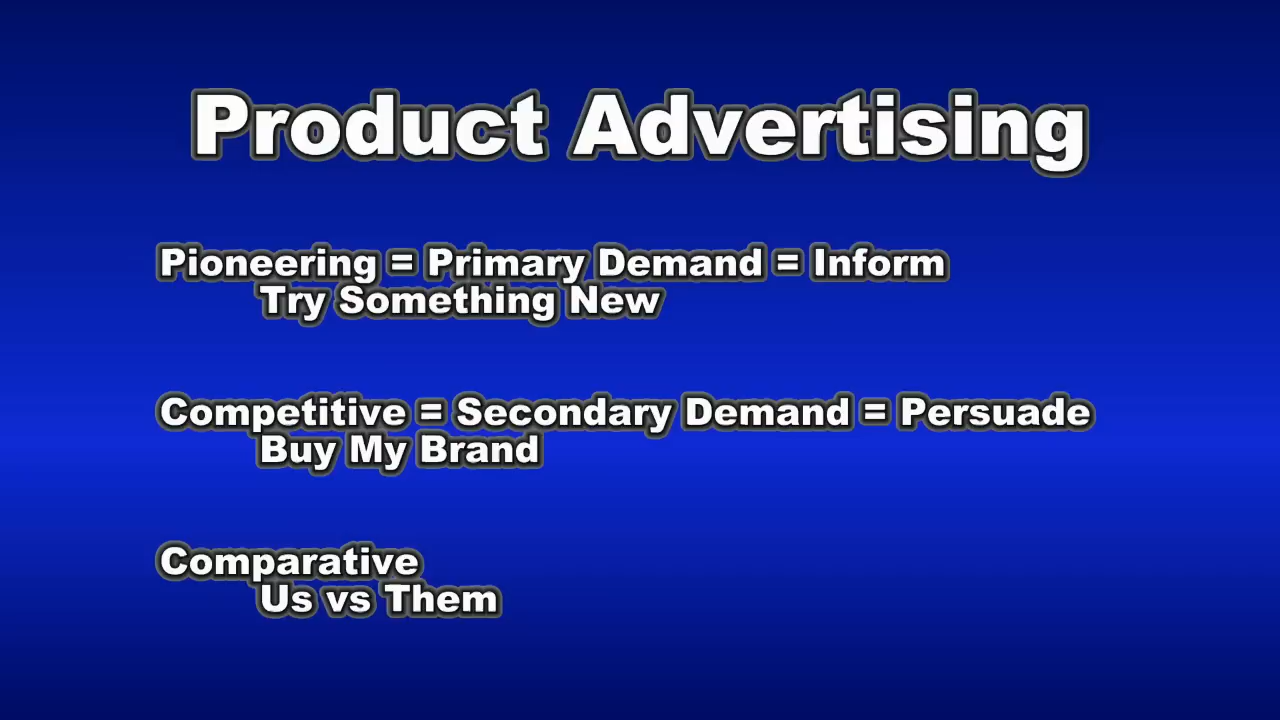 Product Advertising
Pioneering = Primary Demand = Inform
Try Something New
Competitive = Secondary Demand = Persuade
Buy My Brand
Comparative
Us vs Them